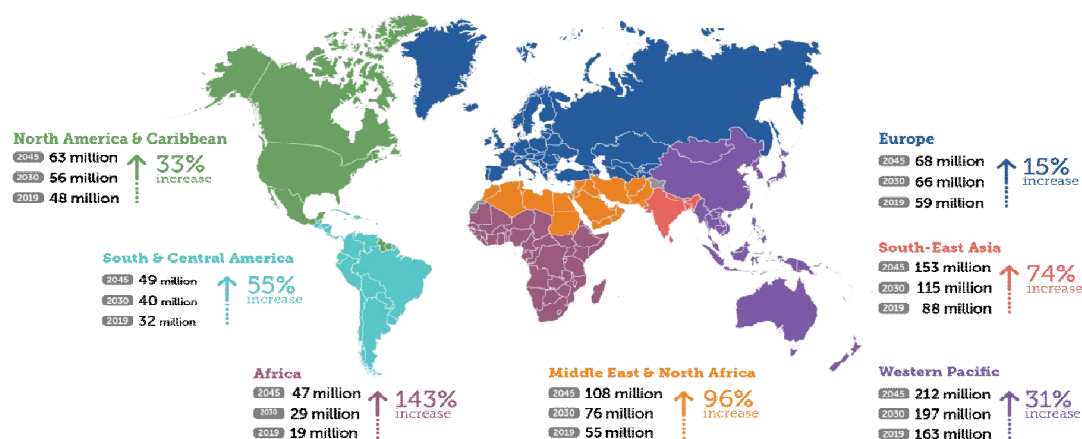 North America & Caribbean
2045 63 million
2030 56 million
2019 48 million
33%
increase
South & Central America
2045 49 million
2030 40 million
2019 32 million
55%
increase
Africa
2045 47 million
2030 29 million
2019 19 million
143%
increase
Middle East & North Africa
2045 108 million
2030 76 million
2019 55 million
96%
increase
Europe
2045 68 million
2030 66 million
2019 59 million
15%
increase
South-East Asia
2045 153 million
2030 115 million
2019 88 million
74%
increase
Western Pacific
2045 212 million
2030 197 million
2019 163 million
31%
increase